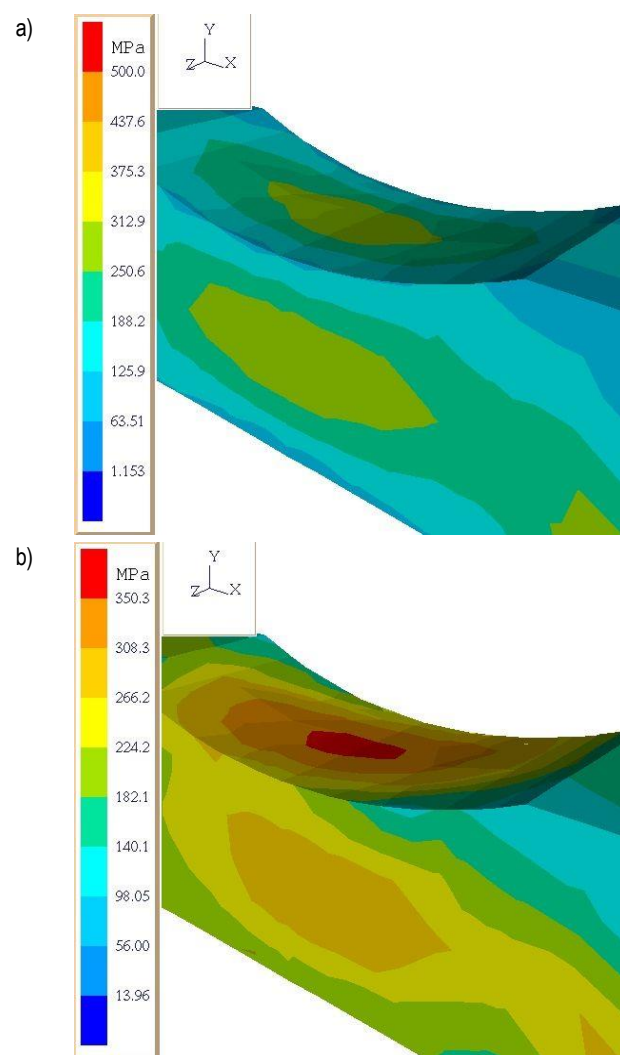 a)
MPa
500.0
437.6
375.3
312.9
250.6
188.2
125.9
63.51
1.153
Y
Z X
b)
MPa
350.3
308.3
266.2
224.2
182.1
140.1
98.05
56.00
13.96
Y
Z X